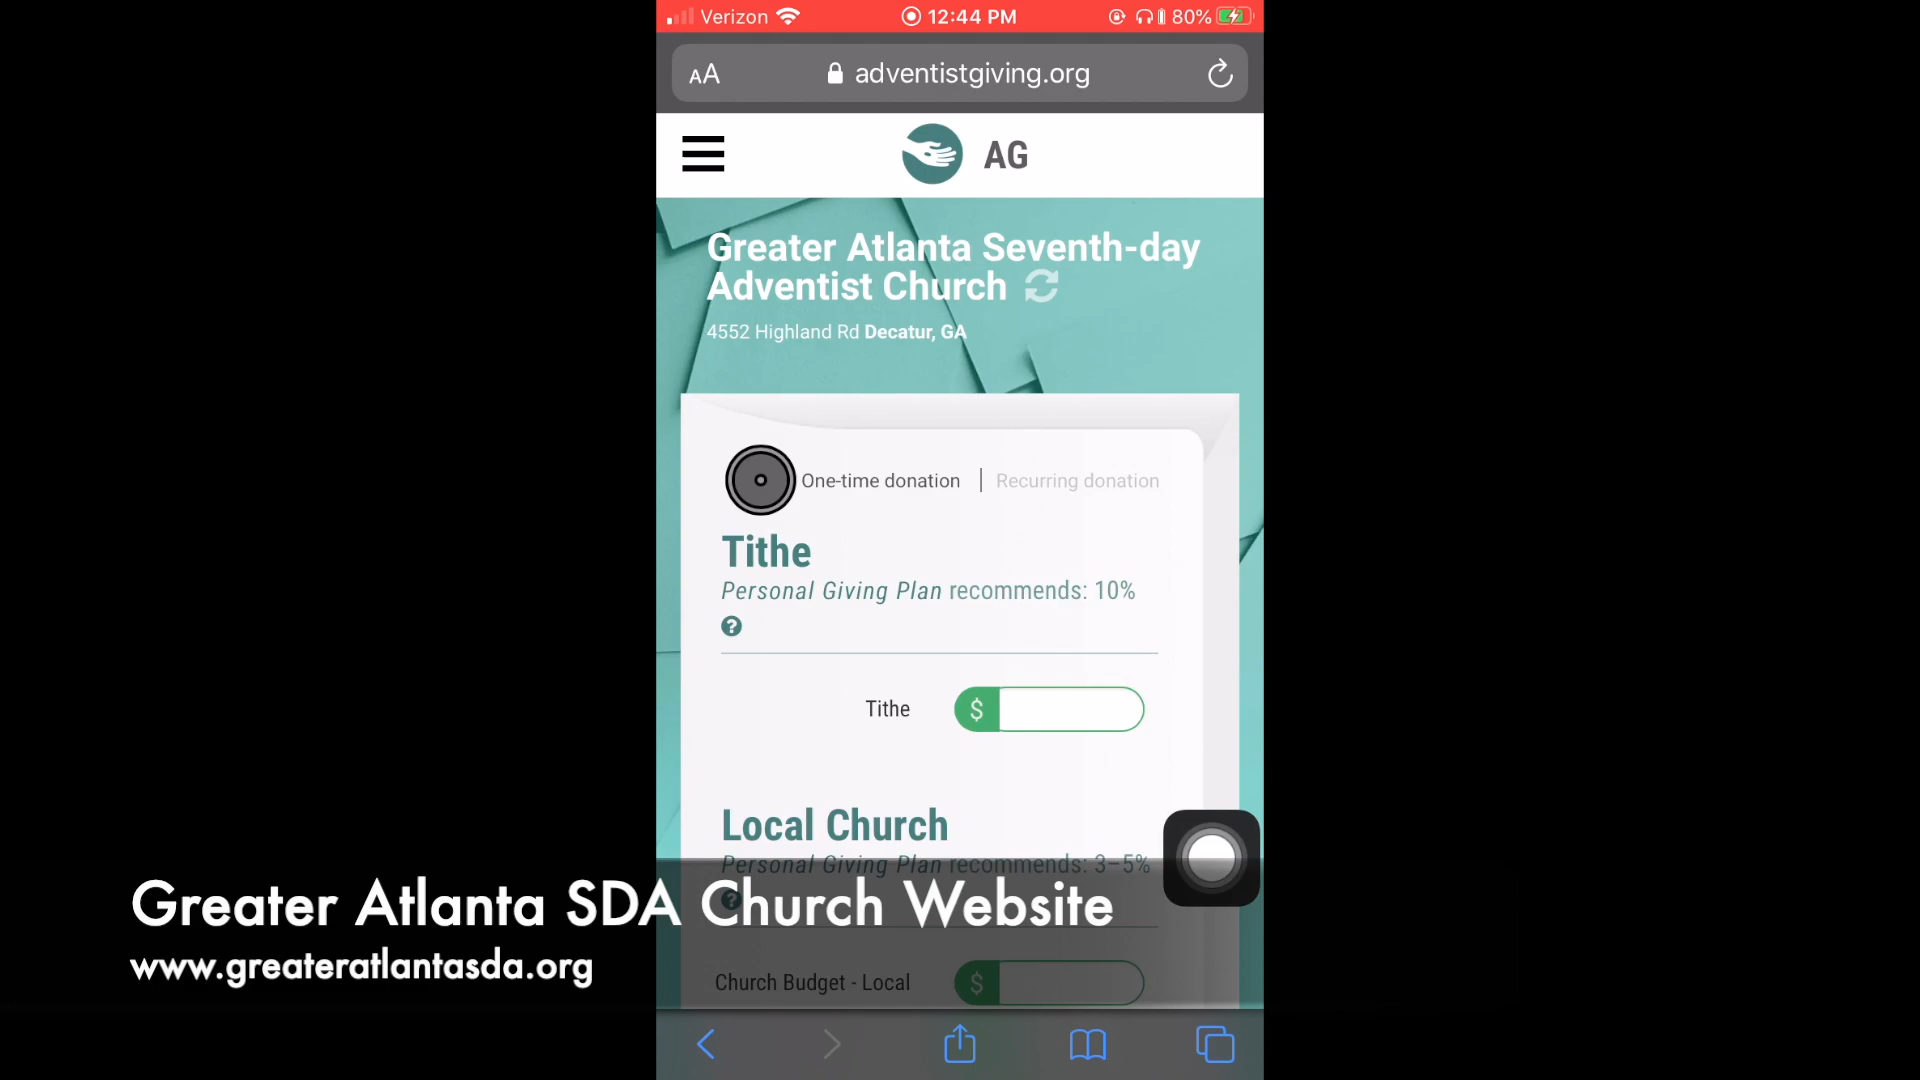 Verizon 12:44 PM 80%
AA adventistgiving.org
AG
Greater Atlanta Seventh-day
Adventist Church
4552 Highland Rd Decatur, GA
One-time donation | Recurring donation
Tithe
Personal Giving Plan recommends: 10%
?
Tithe $
Local Church
Personal Giving Plan recommends: 3–5%
?
Greater Atlanta SDA Church Website
www.greateratlantasda.org
Church Budget - Local $